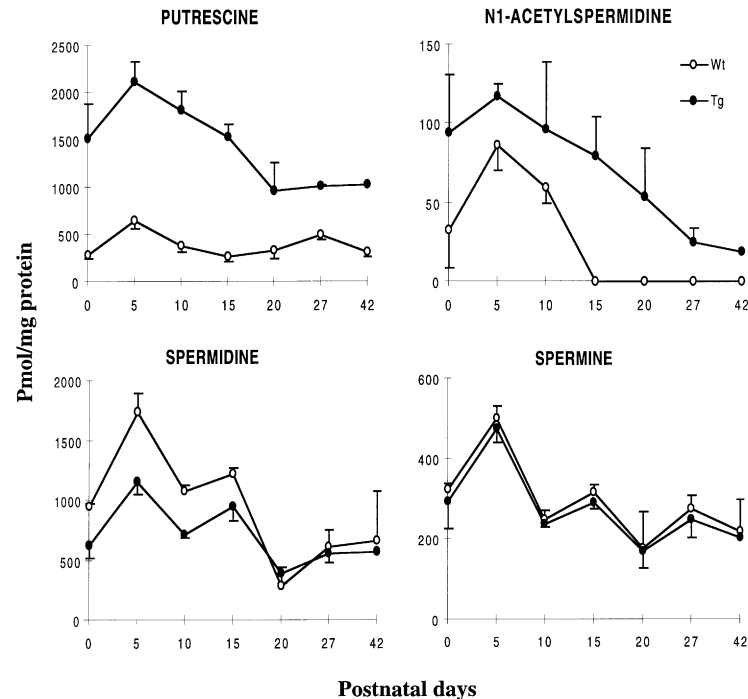 PUTRESCINE
2500
2000
1500
1000
500
0
0 5 10 15 20 27 42
N1-ACETYLSPERMIDINE
150
100
50
0
0 5 10 15 20 27 42
Wt
Tg
Pmol/mg protein
SPERMIDINE
2000
1500
1000
500
0
0 5 10 15 20 27 42
SPERMINE
600
400
200
0
0 5 10 15 20 27 42
Postnatal days